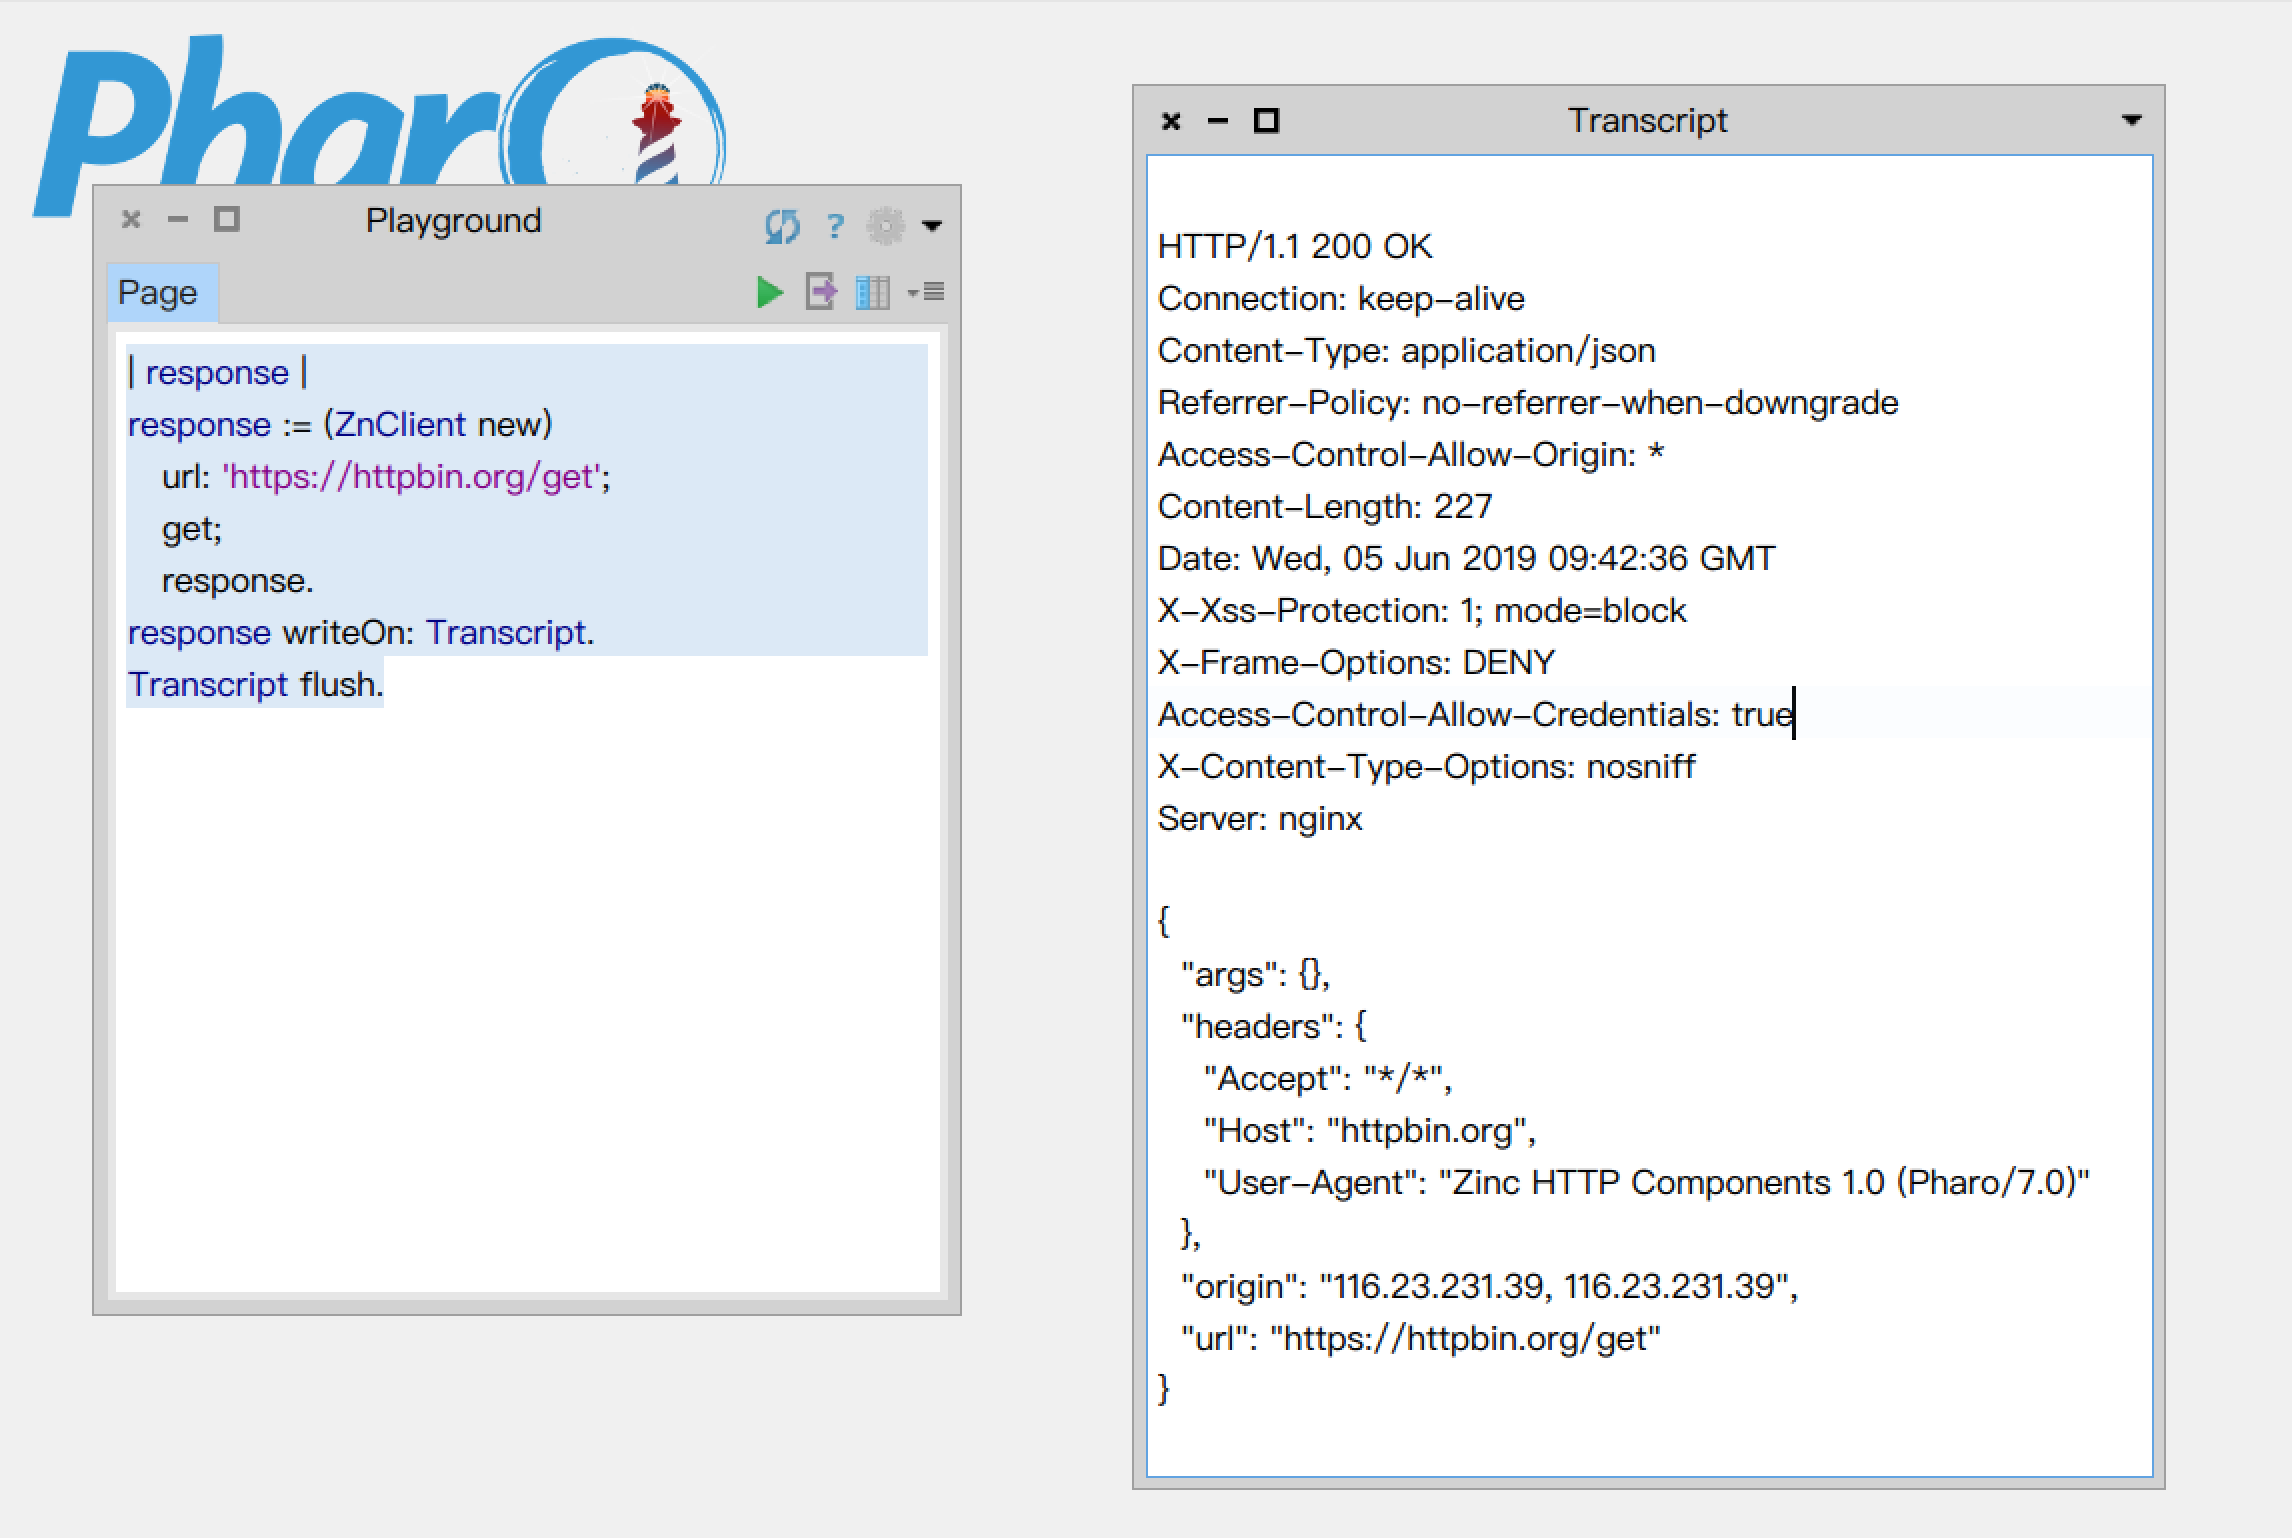 Pharo
Playground
?
Page
| response |
response := (ZnClient new)
url: 'https://httpbin.org/get';
get;
response.
response writeOn: Transcript.
Transcript flush.
Transcript
HTTP/1.1 200 OK
Connection: keep-alive
Content-Type: application/json
Referrer-Policy: no-referrer-when-downgrade
Access-Control-Allow-Origin: *
Content-Length: 227
Date: Wed, 05 Jun 2019 09:42:36 GMT
X-Xss-Protection: 1; mode=block
X-Frame-Options: DENY
Access-Control-Allow-Credentials: true
X-Content-Type-Options: nosniff
Server: nginx
{
"args": {},
"headers": {
"Accept": "*/*",
"Host": "httpbin.org",
"User-Agent": "Zinc HTTP Components 1.0 (Pharo/7.0)"
},
"origin": "116.23.231.39, 116.23.231.39",
"url": "https://httpbin.org/get"
}